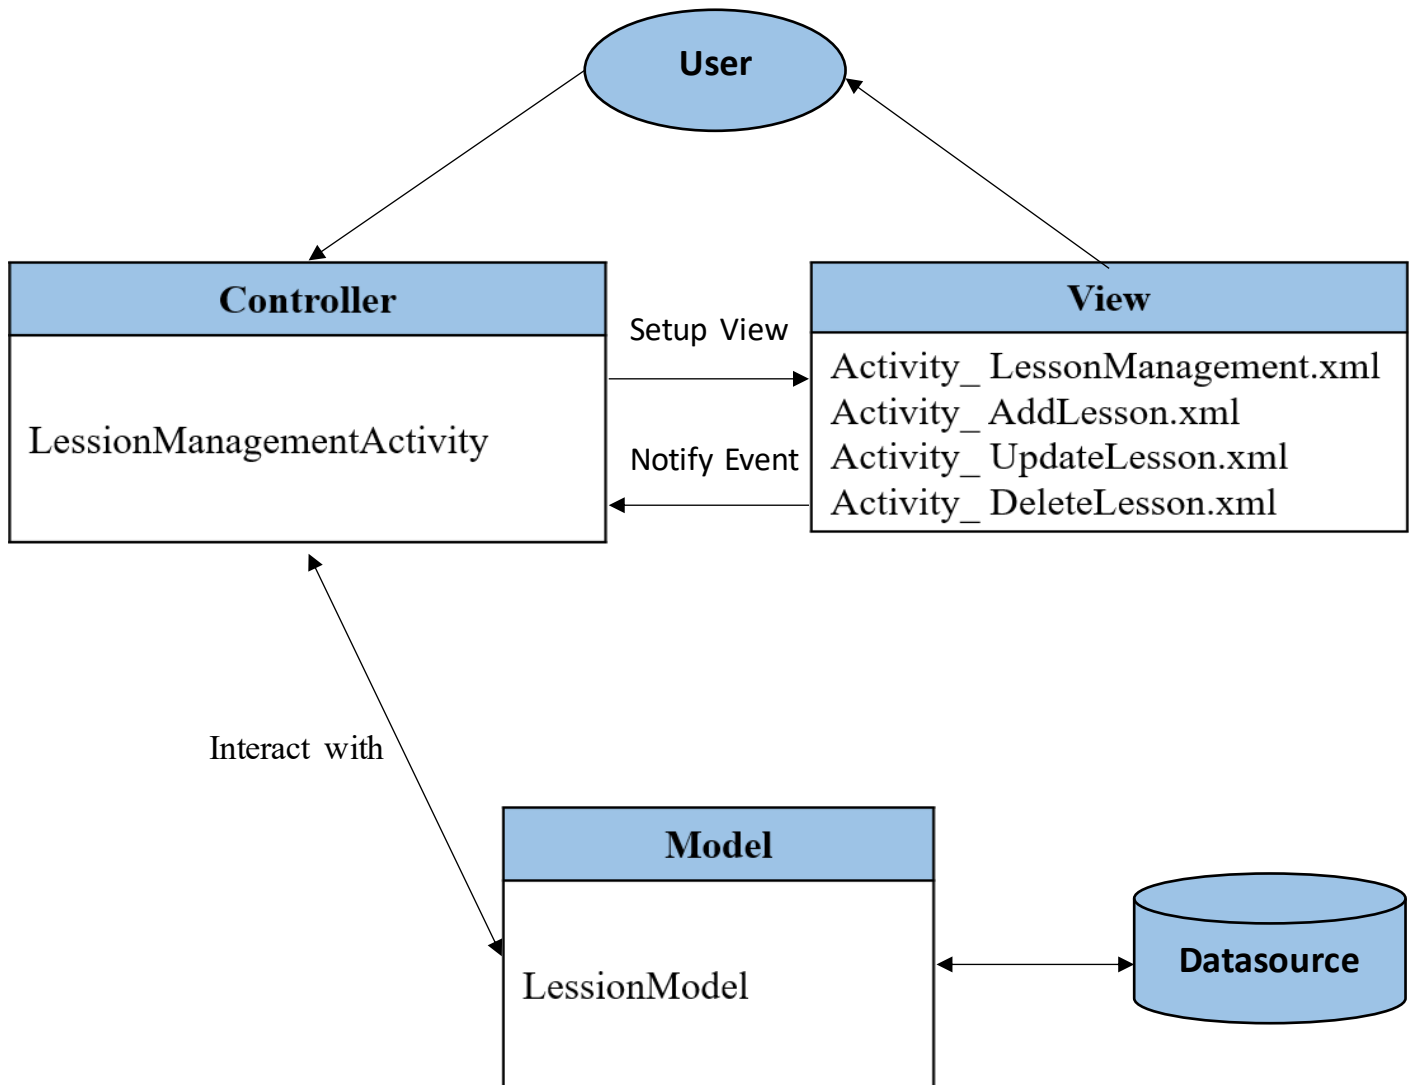 User
Controller
LessionManagementActivity
Setup View
Notify Event
View
Activity_ LessonManagement.xml
Activity_ AddLesson.xml
Activity_ UpdateLesson.xml
Activity_ DeleteLesson.xml
Interact with
Model
LessionModel
Datasource